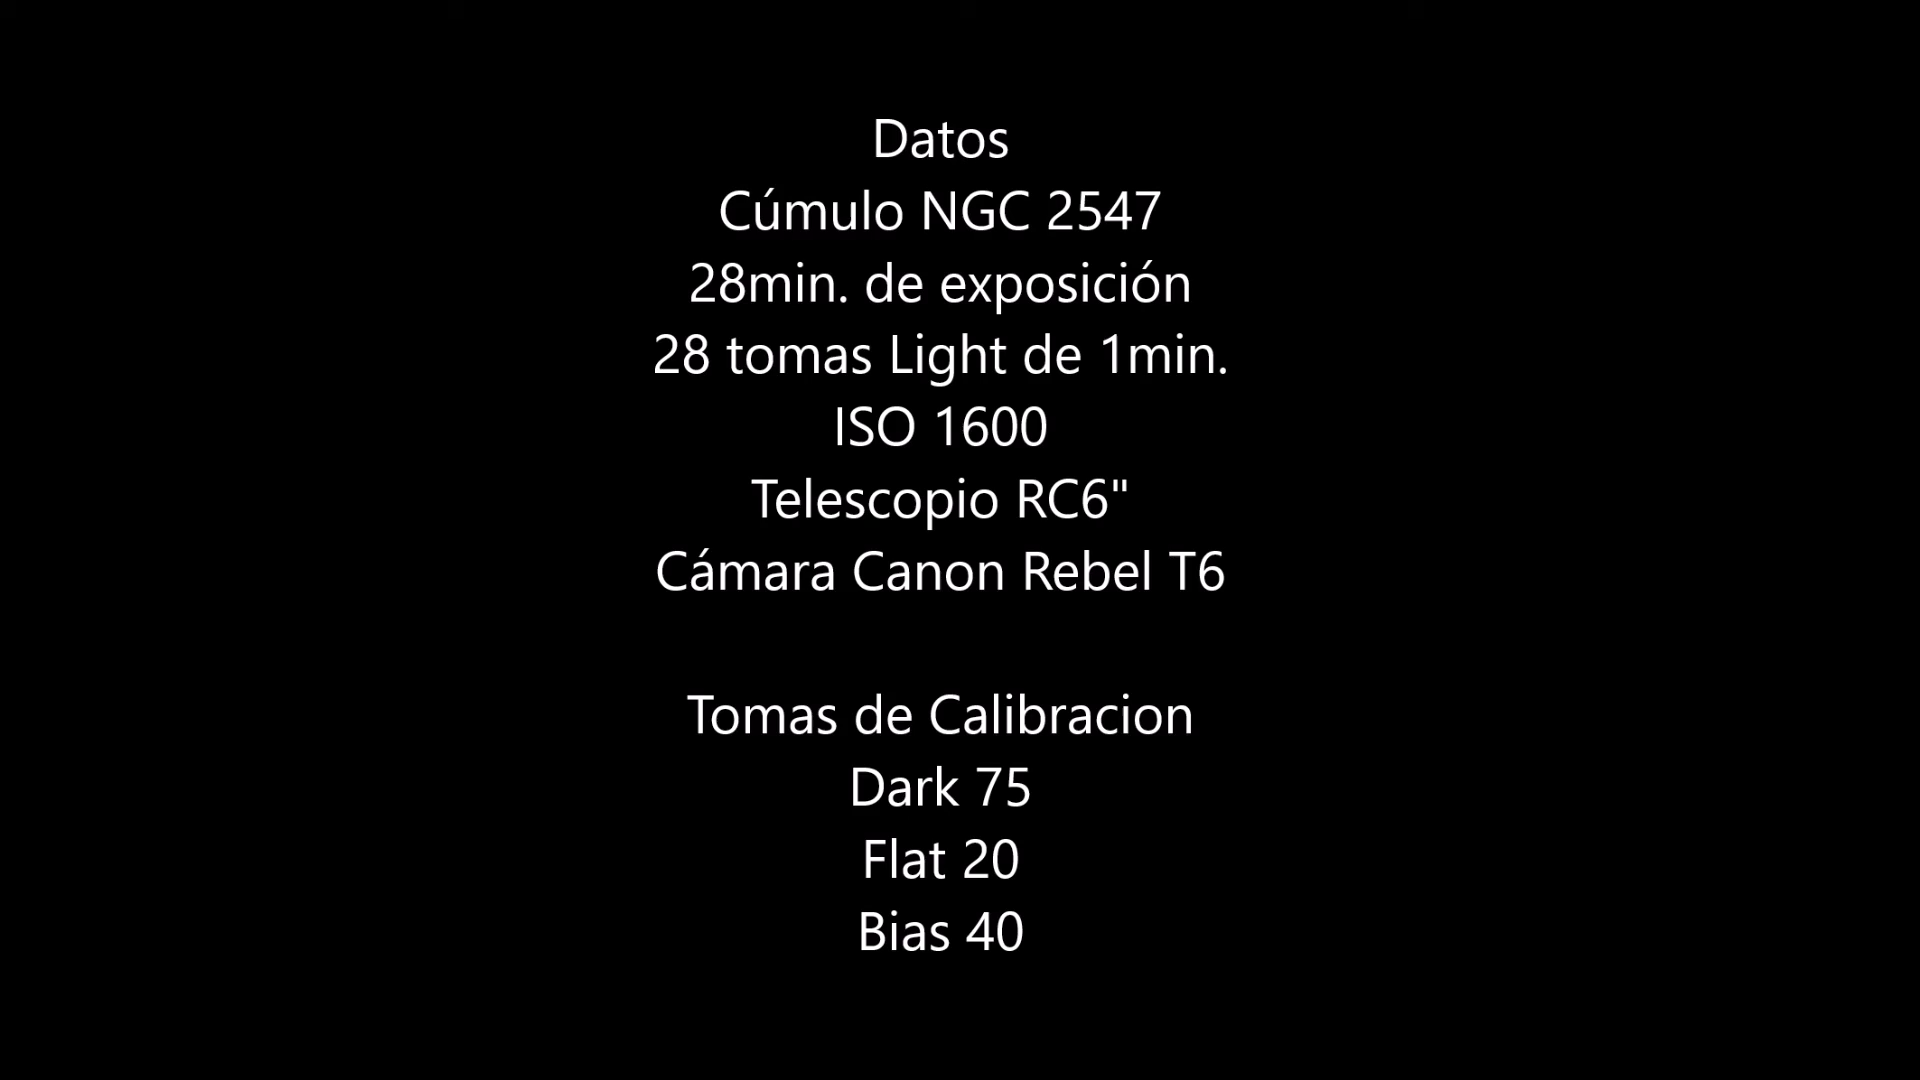 Datos
Cúmulo NGC 2547
28min. de exposición
28 tomas Light de 1min.
ISO 1600
Telescopio RC6"
Cámara Canon Rebel T6
Tomas de Calibracion
Dark 75
Flat 20
Bias 40